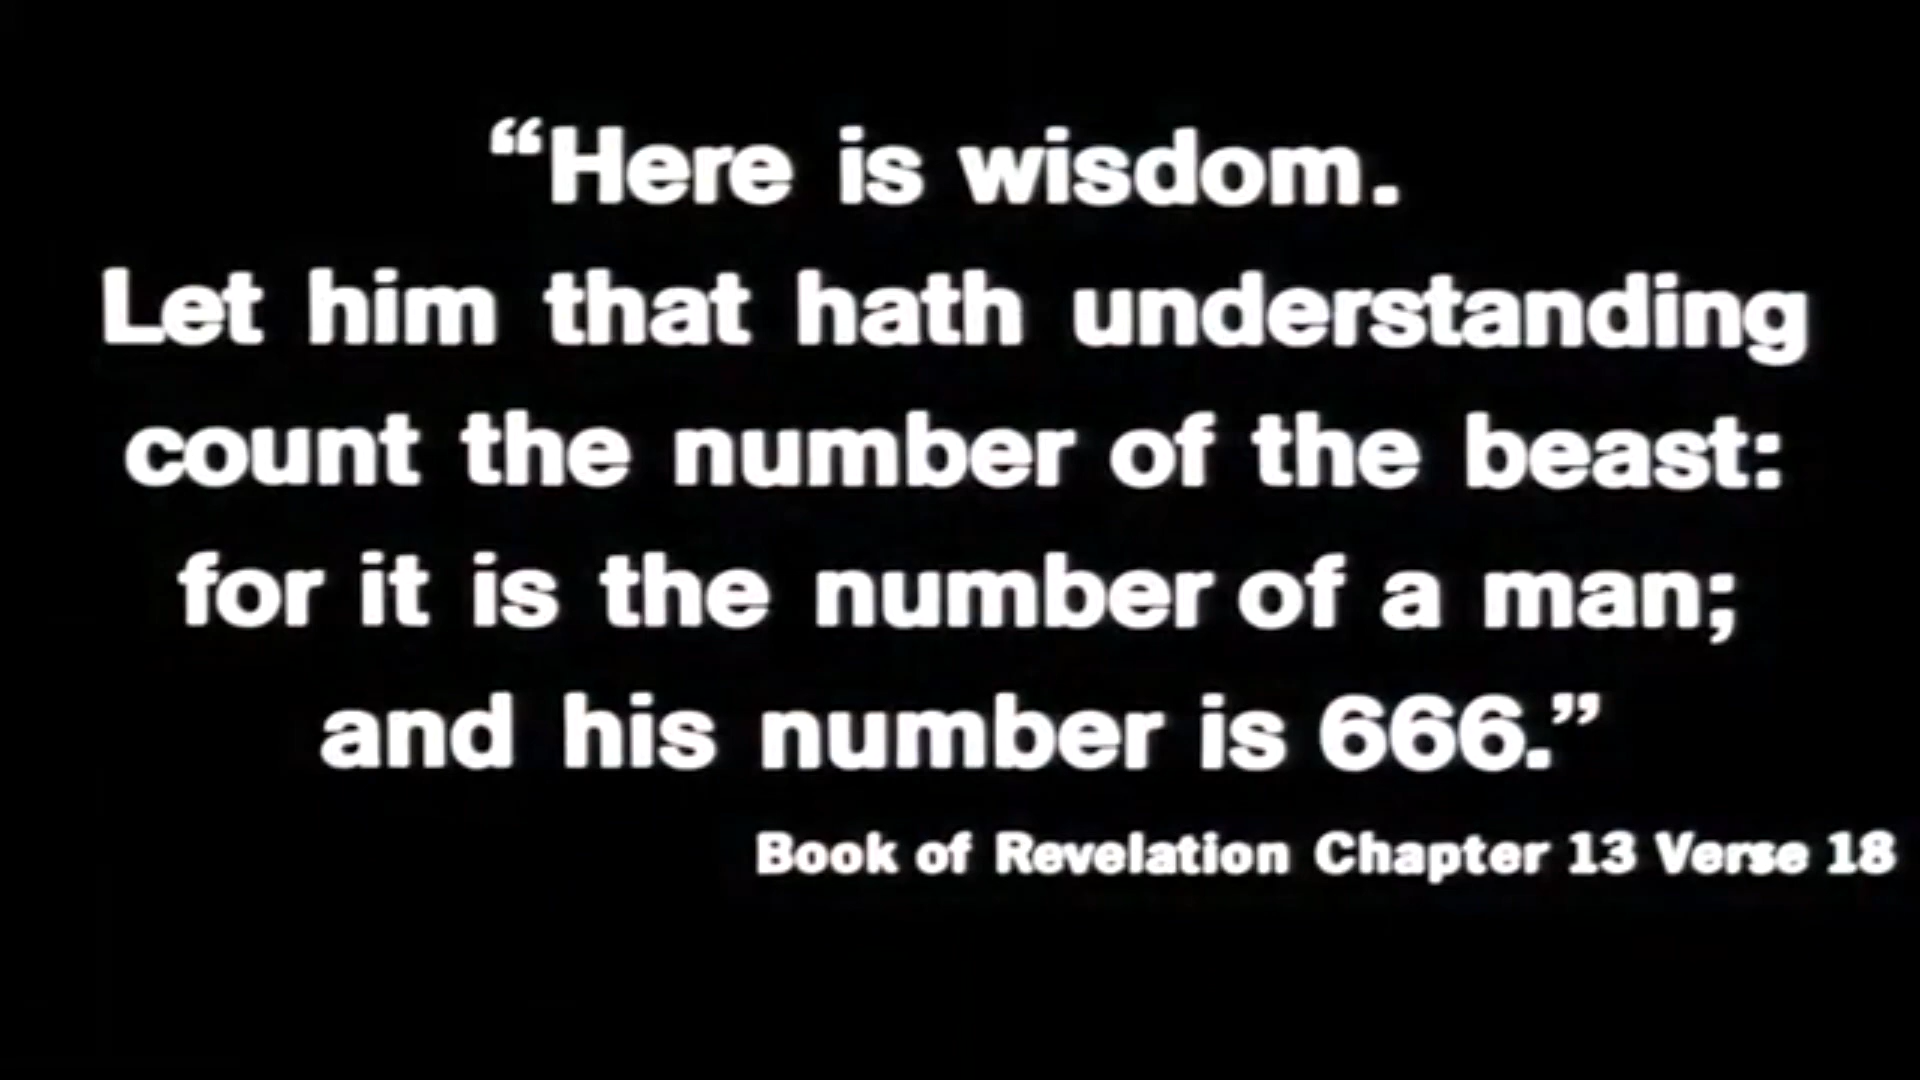 “Here is wisdom.
Let him that hath understanding
count the number of the beast:
for it is the number of a man;
and his number is 666.”
Book of Revelation Chapter 13 Verse 18